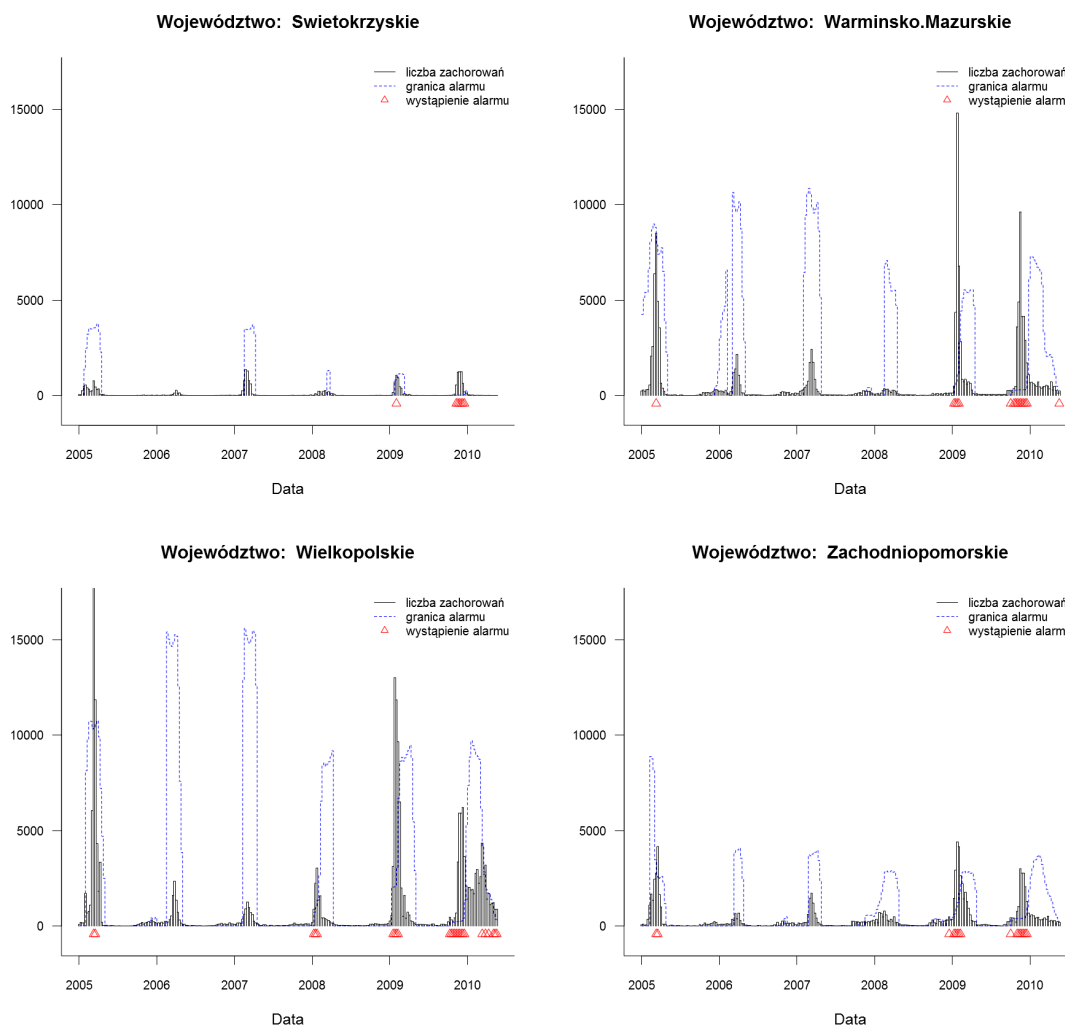 Województwo:  Swietokrzyskie
liczba zachorowań
granica alarmu
wystąpienie alarmu
15000
10000
5000
0
2005 2006 2007 2008 2009 2010
Data
Województwo:  Warminsko.Mazurskie
liczba zachorowań
granica alarmu
wystąpienie alarmu
15000
10000
5000
0
2005 2006 2007 2008 2009 2010
Data
Województwo:  Wielkopolskie
liczba zachorowań
granica alarmu
wystąpienie alarmu
15000
10000
5000
0
2005 2006 2007 2008 2009 2010
Data
Województwo:  Zachodniopomorskie
liczba zachorowań
granica alarmu
wystąpienie alarmu
15000
10000
5000
0
2005 2006 2007 2008 2009 2010
Data